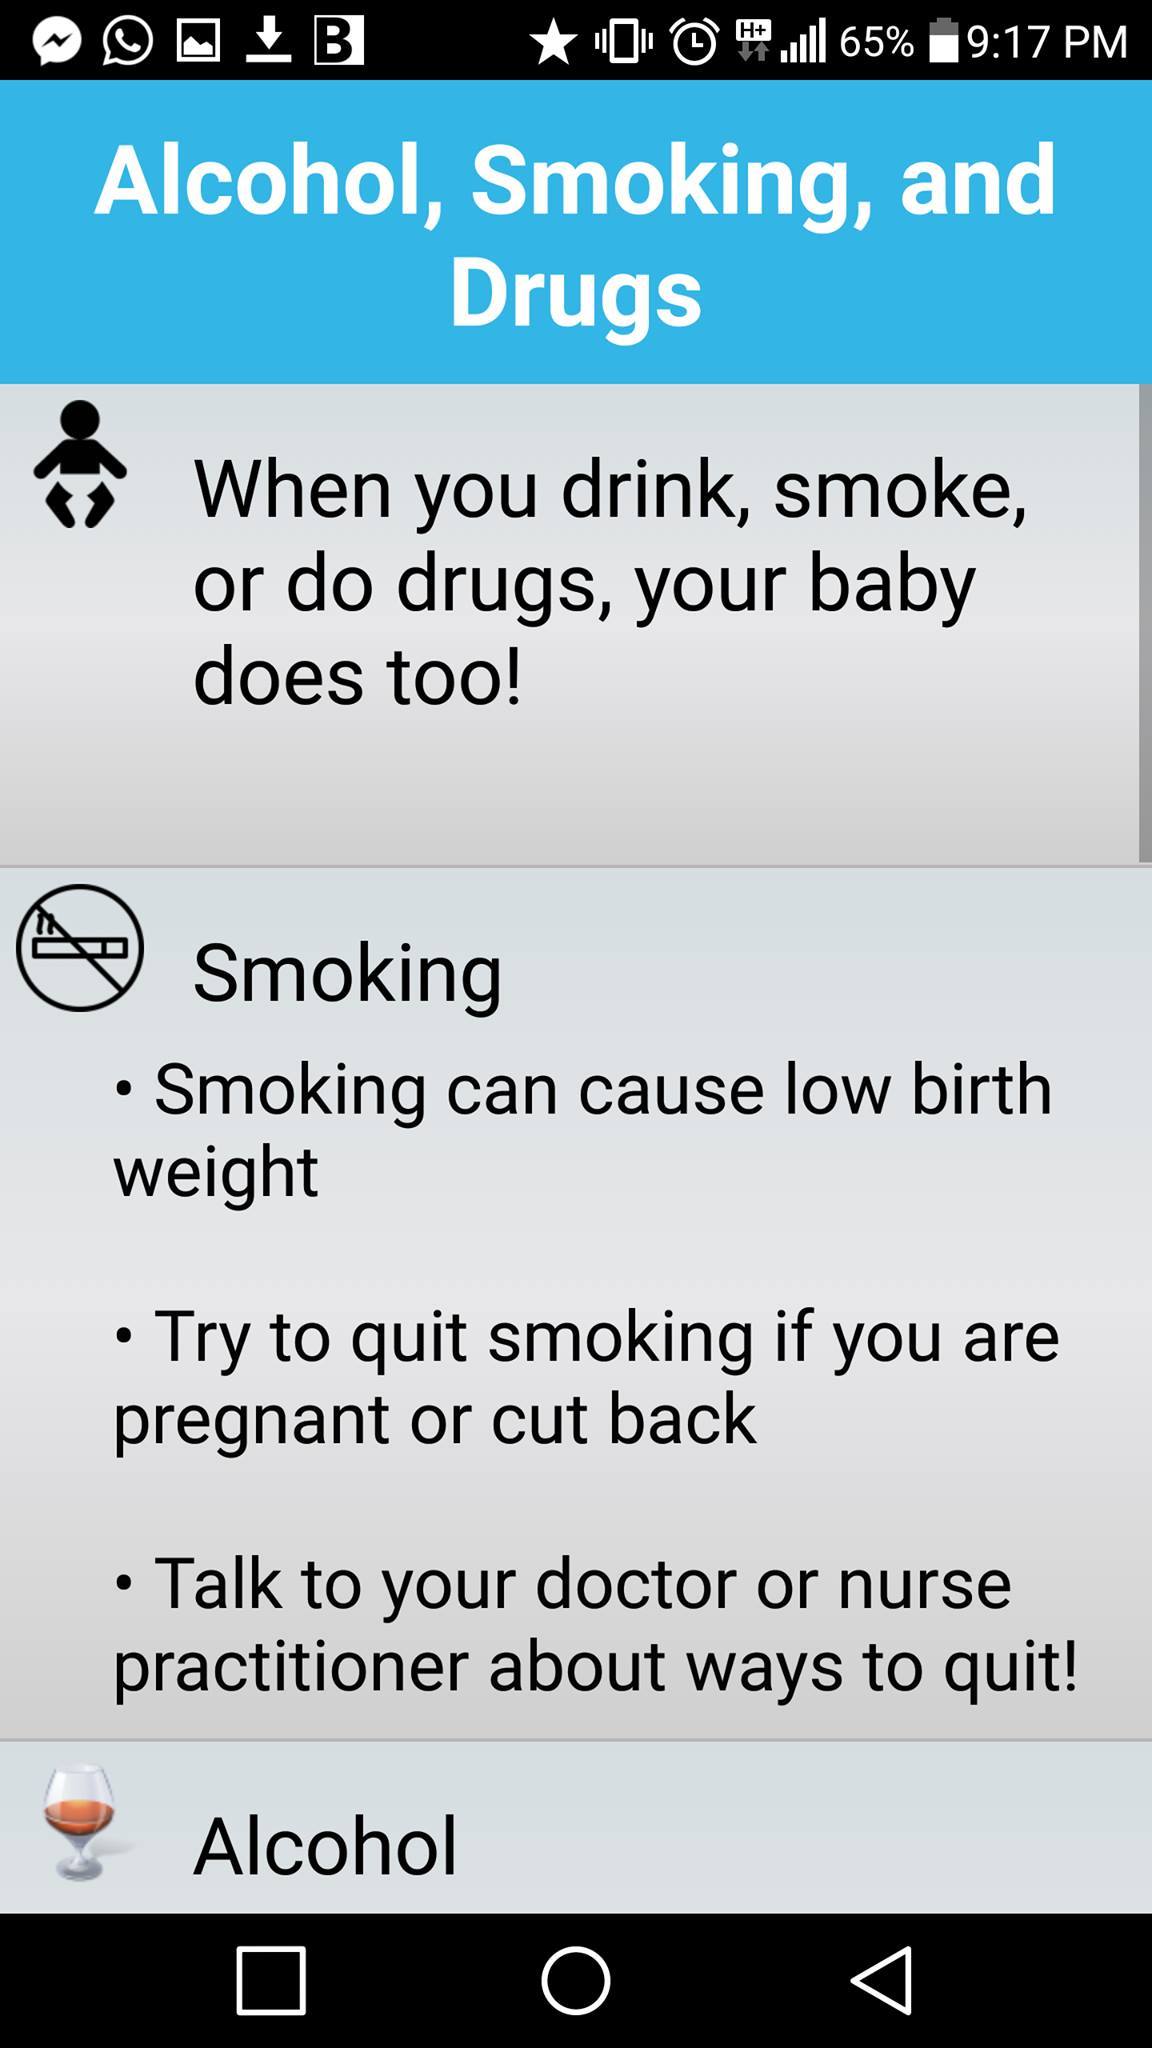 B H+ 65% 9:17 PM
Alcohol, Smoking, and
Drugs
When you drink, smoke,
or do drugs, your baby
does too!
Smoking
• Smoking can cause low birth
weight
• Try to quit smoking if you are
pregnant or cut back
• Talk to your doctor or nurse
practitioner about ways to quit!
Alcohol